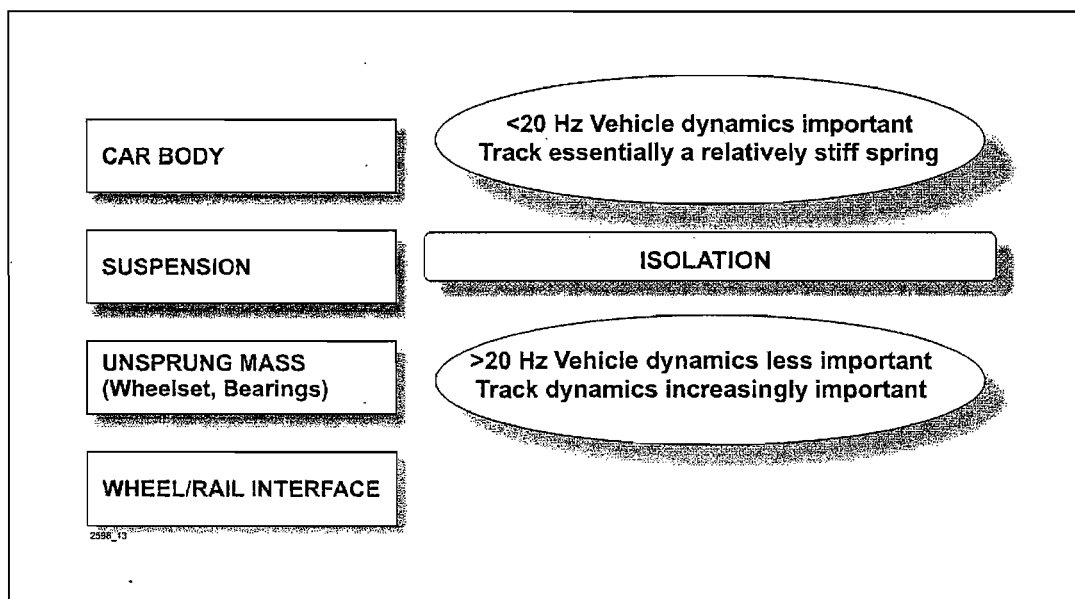 CAR BODY
<20 Hz Vehicle dynamics important
Track essentially a relatively stiff spring
SUSPENSION
ISOLATION
UNSPRUNG MASS
(Wheelset, Bearings)
>20 Hz Vehicle dynamics less important
Track dynamics increasingly important
WHEEL/RAIL INTERFACE
2598_13